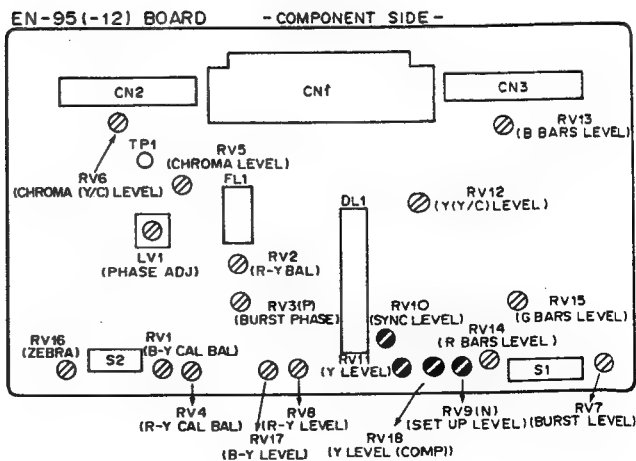 EN-95(-12) BOARD
-COMPONENT SIDE-
CN2
CN1
CN3
RV13
(B BARS LEVEL)
TP1
RV5
(CHROMA LEVEL)
RV6
(CHROMA (Y/C) LEVEL)
FL1
DL1
RV12
(Y(Y/C) LEVEL)
LV1
(PHASE ADJ)
RV2
(R-Y BAL)
RV3(P)
(BURST PHASE)
RV10
(SYNC LEVEL)
RV15
(G BARS LEVEL)
RV14
(R BARS LEVEL)
RV16
(ZEBRA)
S2
RV1
(B-Y CAL BAL)
RV11
(Y LEVEL)
S1
RV4
(R-Y CAL BAL)
RV8
(R-Y LEVEL)
RV17
(B-Y LEVEL)
RV18
(Y LEVEL (COMP))
RV9(N)
(SET UP LEVEL)
RV7
(BURST LEVEL)